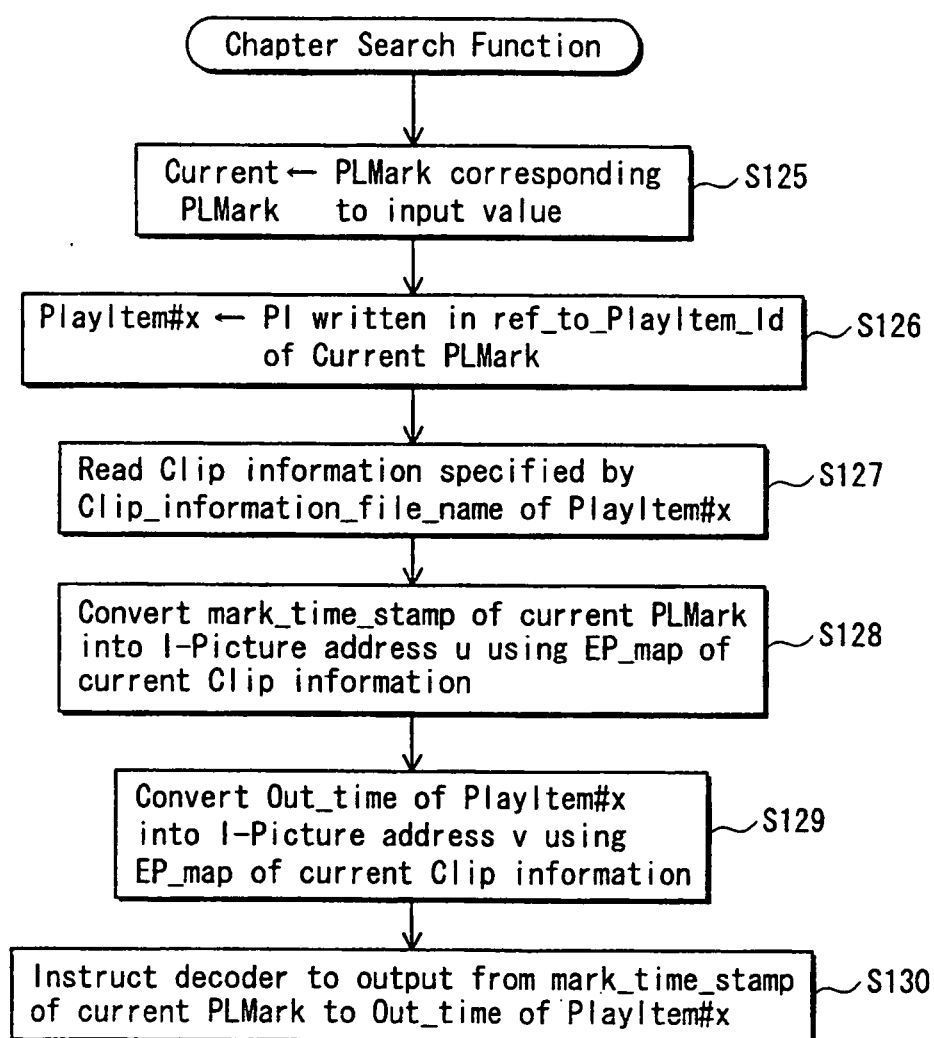 Chapter Search Function
Current ← PLMark corresponding
PLMark to input value
S125
PlayItem#x ← PI written in ref_to_PlayItem_Id
of Current PLMark
S126
Read Clip information specified by
Clip_information_file_name of PlayItem#x
S127
Convert mark_time_stamp of current PLMark
into I-Picture address u using EP_map of
current Clip information
S128
Convert Out_time of PlayItem#x
into I-Picture address v using
EP_map of current Clip information
S129
Instruct decoder to output from mark_time_stamp
of current PLMark to Out_time of PlayItem#x
S130